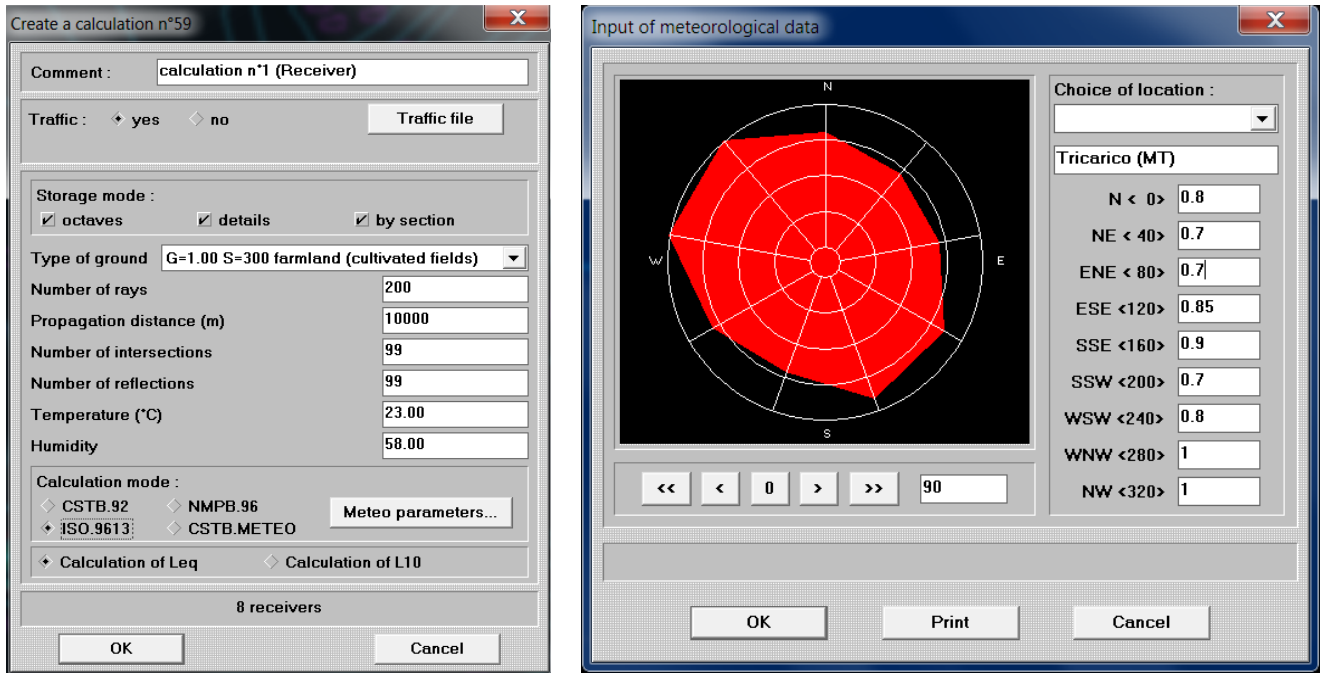 Create a calculation n°59
X
Comment : calculation n°1 (Receiver)
Traffic : yes no Traffic file
Storage mode :
octaves details by section
Type of ground G=1.00 S=300 farmland (cultivated fields)
Number of rays 200
Propagation distance (m) 10000
Number of intersections 99
Number of reflections 99
Temperature (°C) 23.00
Humidity 58.00
Calculation mode :
CSTB.92 NMPB.96
ISO.9613 CSTB.METEO
Meteo parameters...
Calculation of Leq Calculation of L10
8 receivers
OK Cancel
Input of meteorological data
X
N
W
E
S
<< < 0 > >> 90
Choice of location :
Tricarico (MT)
N < 0> 0.8
NE < 40> 0.7
ENE < 80> 0.7
ESE <120> 0.85
SSE <160> 0.9
SSW <200> 0.7
WSW <240> 0.8
WNW <280> 1
NW <320> 1
OK Print Cancel